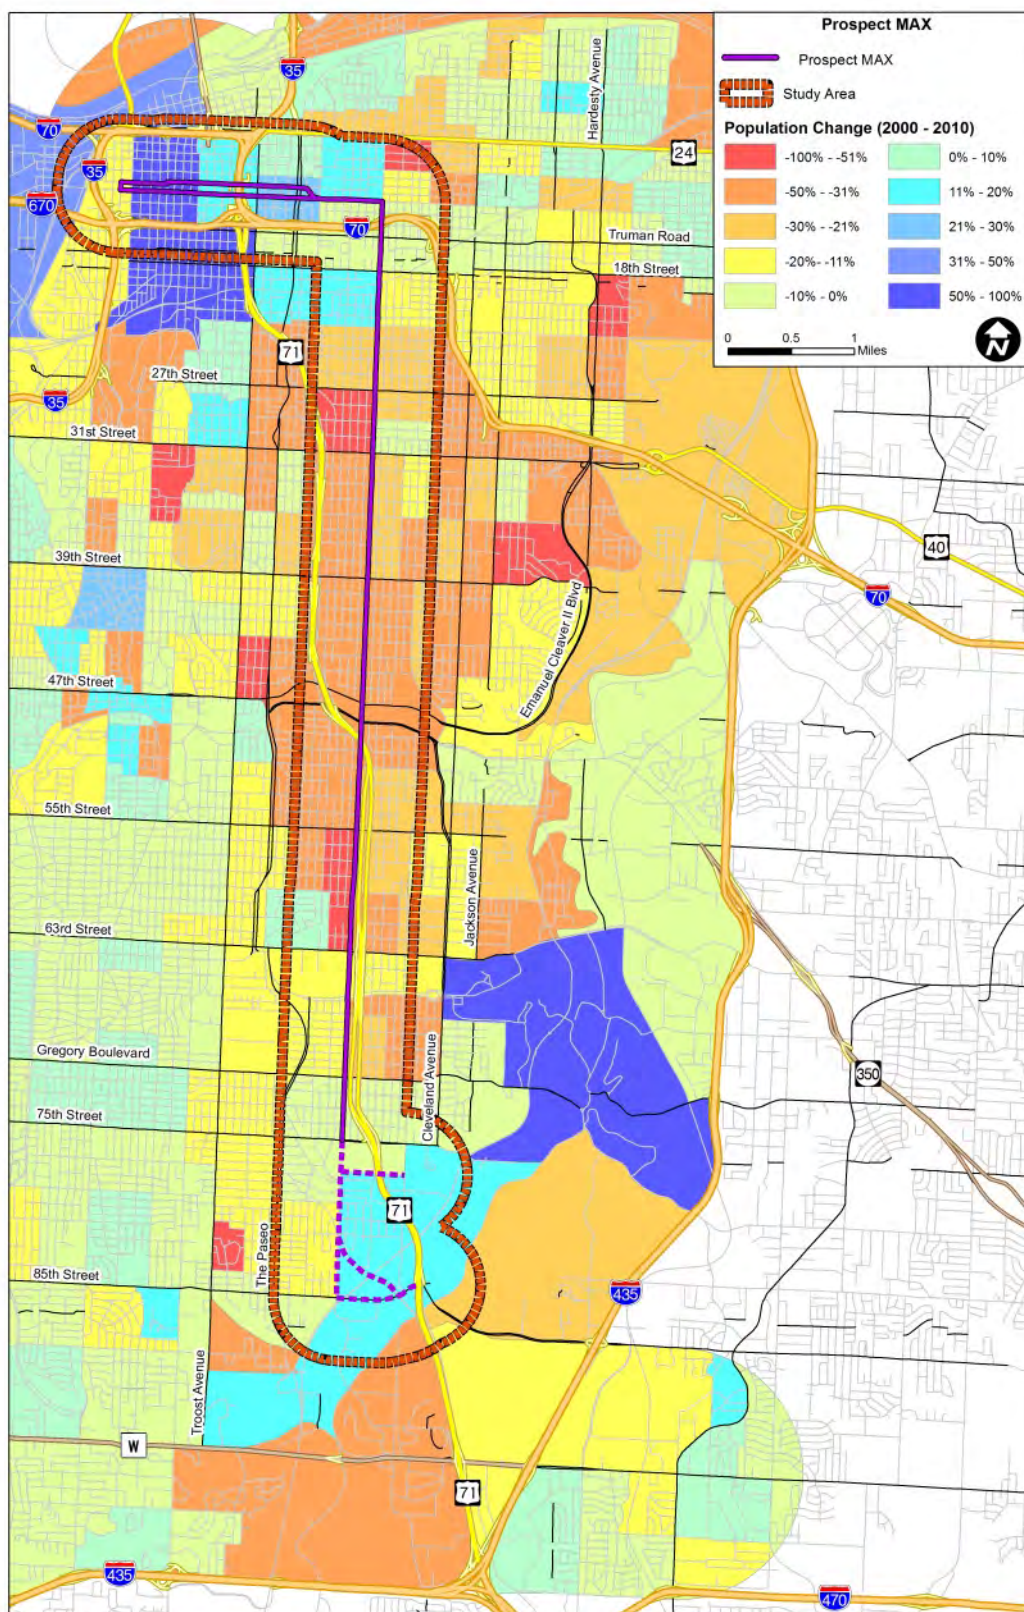 Prospect MAX
Prospect MAX
Study Area
Population Change (2000 - 2010)
-100% - -51%
0% - 10%
-50% - -31%
11% - 20%
-30% - -21%
21% - 30%
-20%- -11%
31% - 50%
-10% - 0%
50% - 100%
0 0.5 1
Miles
N
35
Hardesty Avenue
70
24
35
670
70
Truman Road
18th Street
71
27th Street
35
31st Street
40
39th Street
70
Emanuel Cleaver II Blvd
47th Street
55th Street
Jackson Avenue
63rd Street
Gregory Boulevard
Cleveland Avenue
350
75th Street
71
The Paseo
85th Street
435
Troost Avenue
W
71
435
470